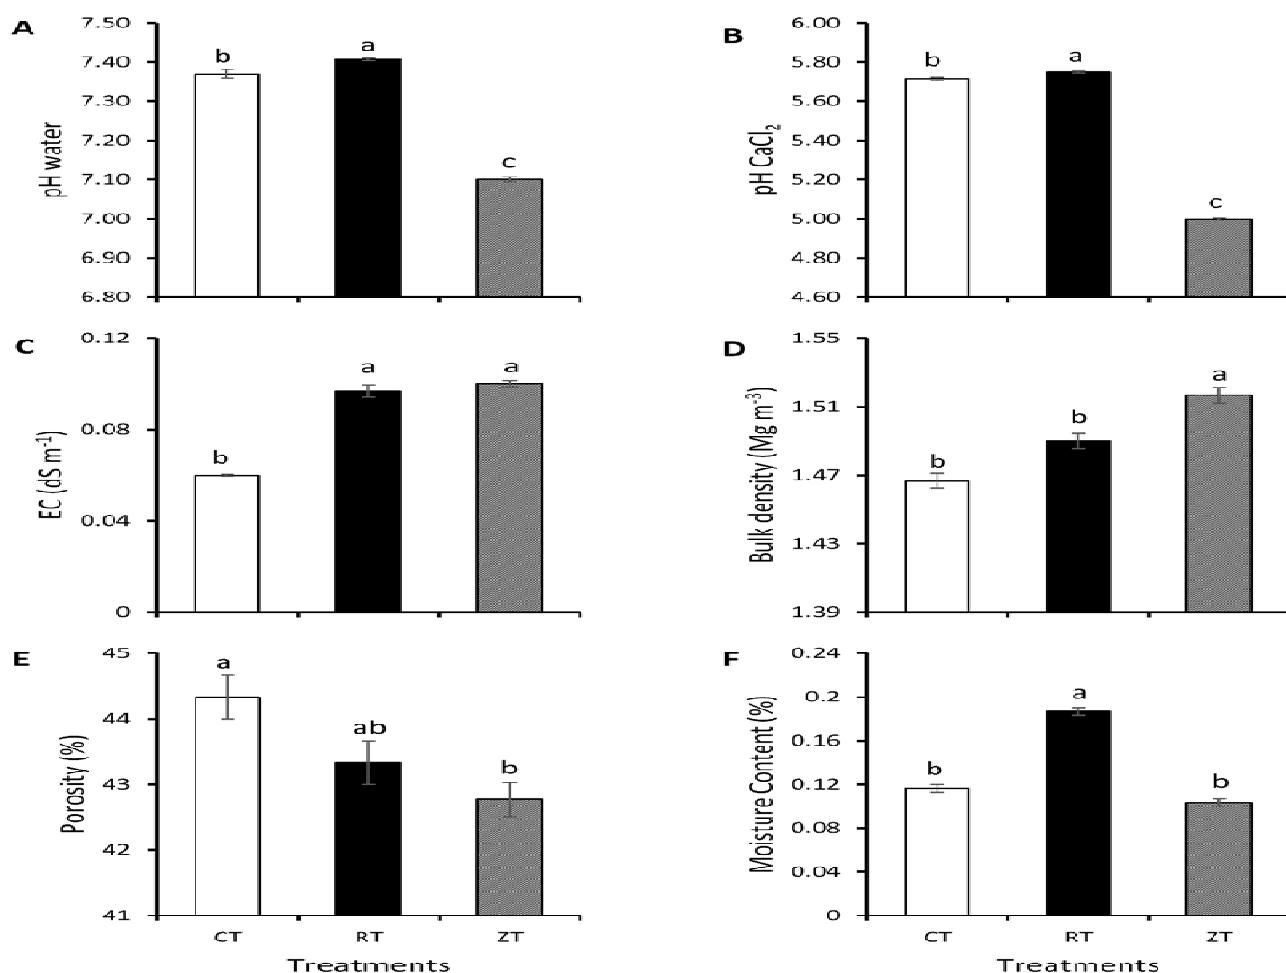 A
7.50
7.40
7.30
7.20
7.10
7.00
6.90
6.80
pH water
b
a
c
B
6.00
5.80
5.60
5.40
5.20
5.00
4.80
4.60
pH CaCl2
b
a
c
C
0.12
0.08
0.04
0
EC (dS m-1)
b
a
a
D
1.55
1.51
1.47
1.43
1.39
Bulk density (Mg m-3)
b
b
a
E
45
44
43
42
41
Porosity (%)
a
ab
b
CT RT ZT
Treatments
F
0.24
0.2
0.16
0.12
0.08
0.04
0
Moisture Content (%)
b
a
b
CT RT ZT
Treatments